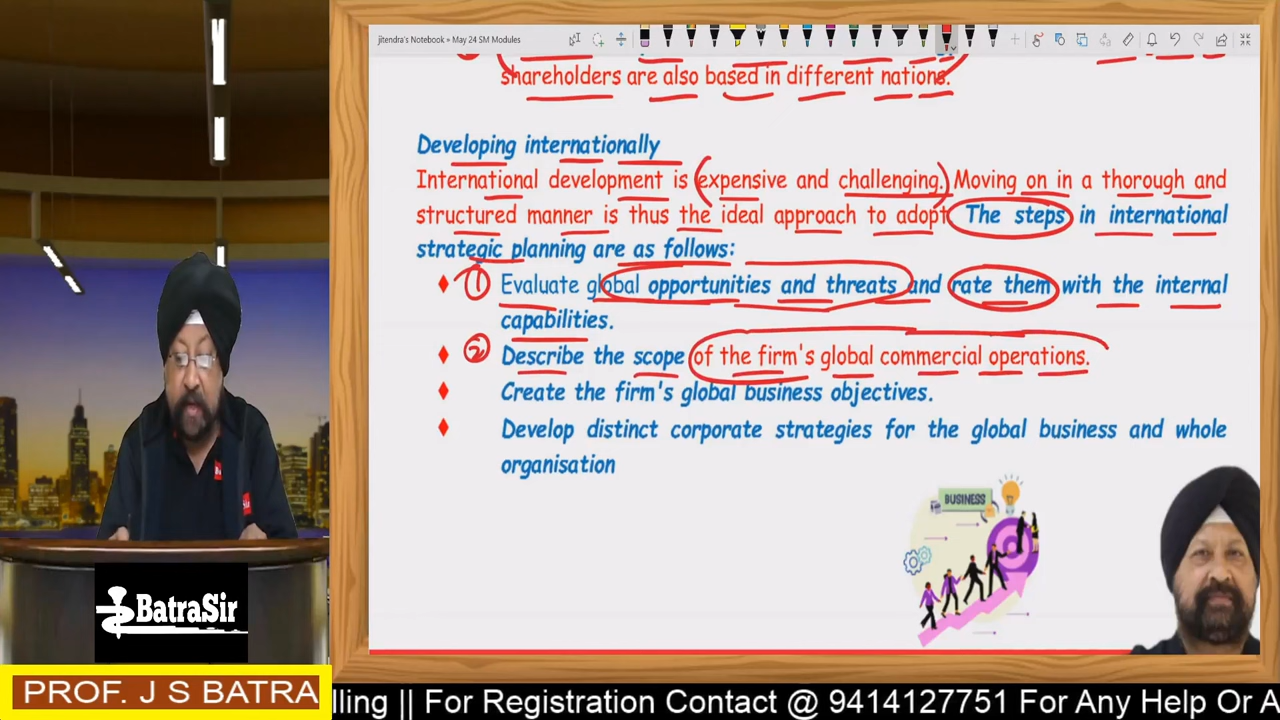 jitendra's Notebook » May 24 SM Modules
shareholders are also based in different nations.
Developing internationally
International development is expensive and challenging. Moving on in a thorough and
structured manner is thus the ideal approach to adopt The steps in international
strategic planning are as follows:
① Evaluate global opportunities and threats and rate them with the internal
capabilities.
② Describe the scope of the firm's global commercial operations.
Create the firm's global business objectives.
Develop distinct corporate strategies for the global business and whole
organisation
BUSINESS
BatraSir
PROF. J S BATRA
lling || For Registration Contact @ 9414127751 For Any Help Or A